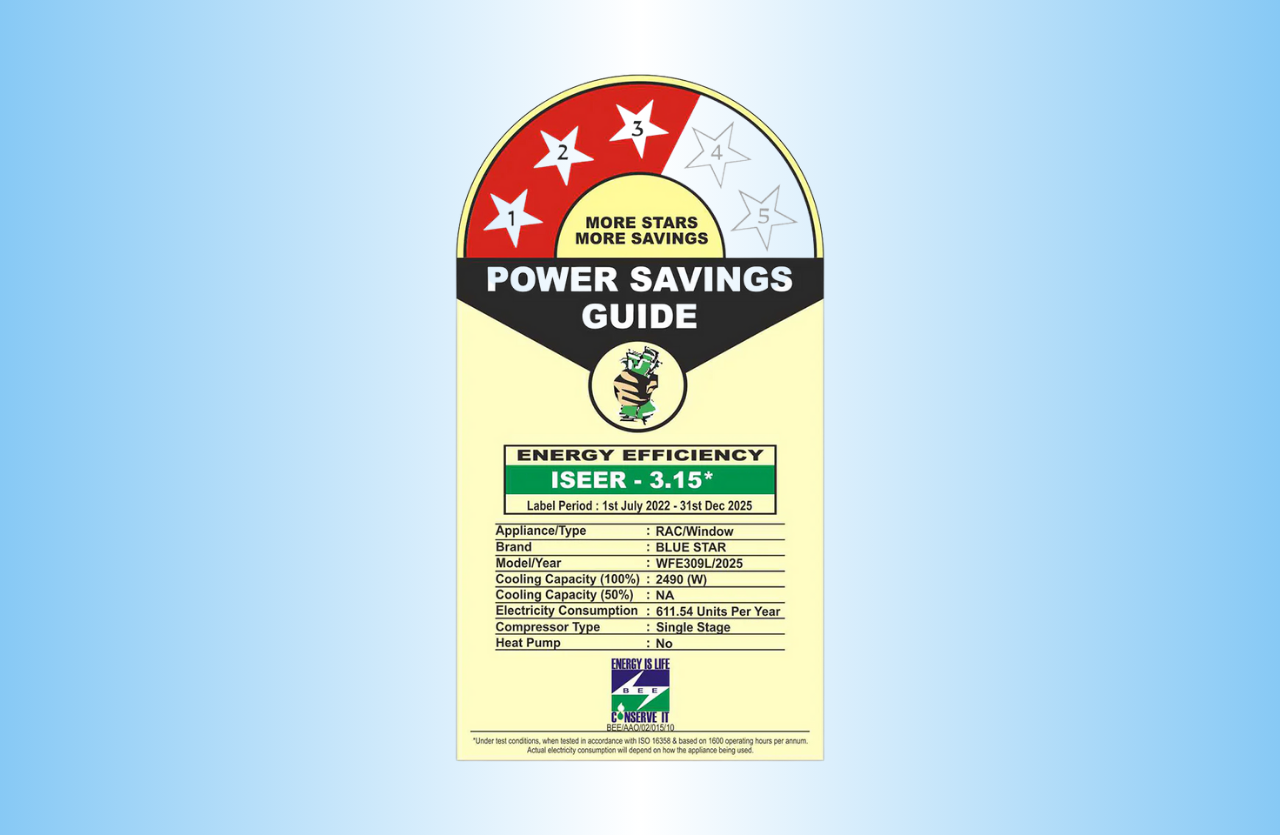 1 2 3 4 5
MORE STARS
MORE SAVINGS
POWER SAVINGS
GUIDE
ENERGY EFFICIENCY
ISEER - 3.15*
Label Period : 1st July 2022 - 31st Dec 2025
Appliance/Type : RAC/Window
Brand : BLUE STAR
Model/Year : WFE309L/2025
Cooling Capacity (100%) : 2490 (W)
Cooling Capacity (50%) : NA
Electricity Consumption : 611.54 Units Per Year
Compressor Type : Single Stage
Heat Pump : No
ENERGY IS LIFE
BEE
CONSERVE IT
BEE/AAO/02/015/10
*Under test conditions, when tested in accordance with ISO 16358 & based on 1600 operating hours per annum.
Actual electricity consumption will depend on how the appliance being used.